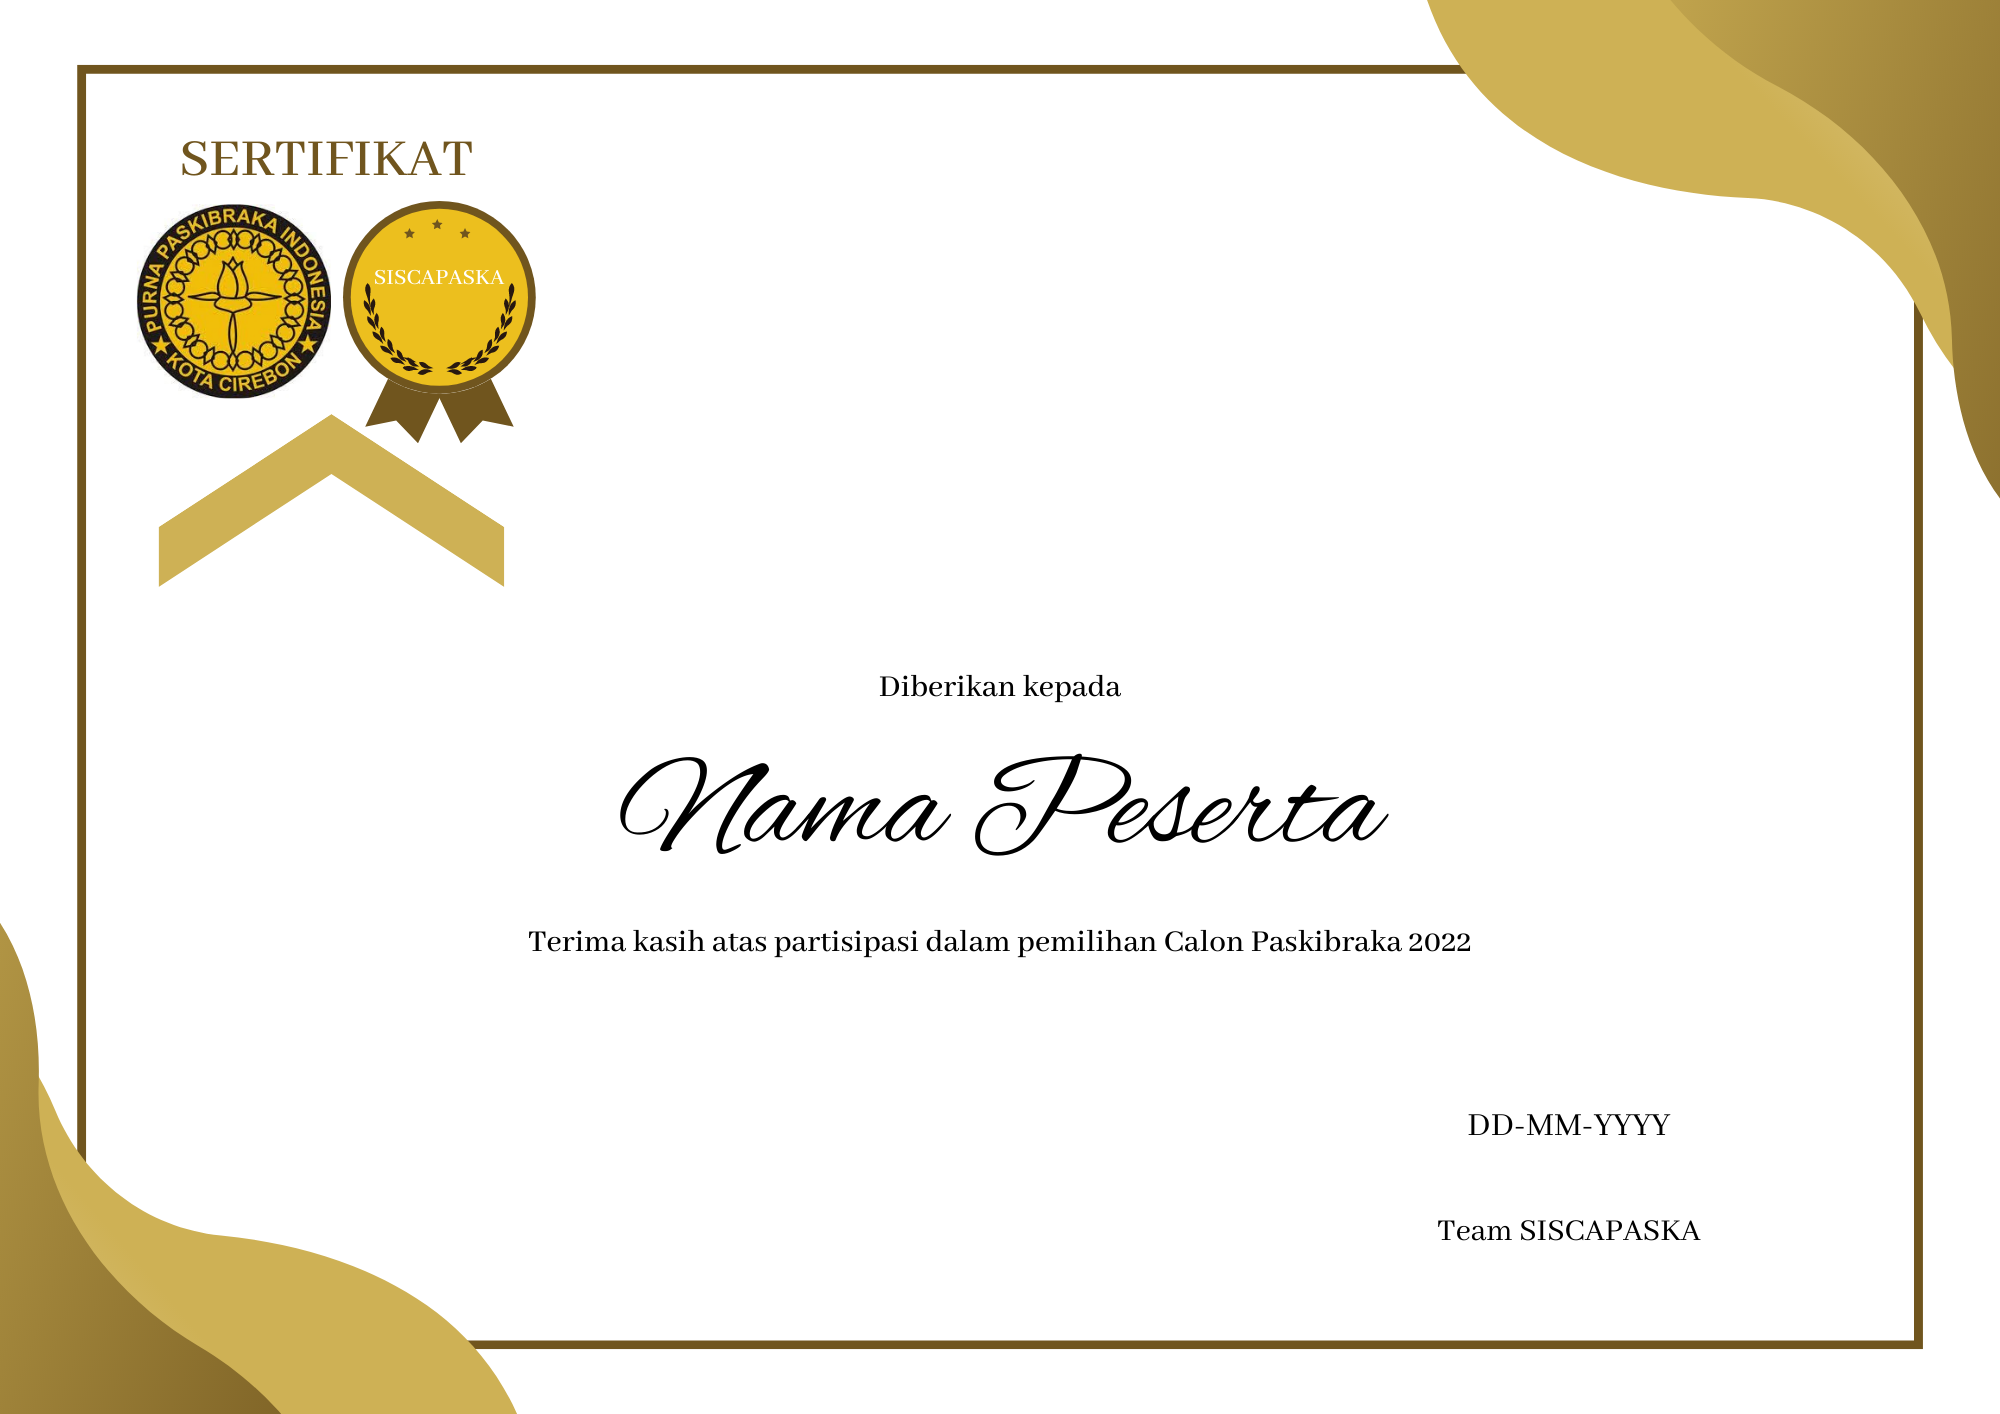 SERTIFIKAT
PURNA PASKIBRAKA INDONESIA
KOTA CIREBON
SISCAPASKA
Diberikan kepada
Nama Peserta
Terima kasih atas partisipasi dalam pemilihan Calon Paskibraka 2022
DD-MM-YYYY
Team SISCAPASKA